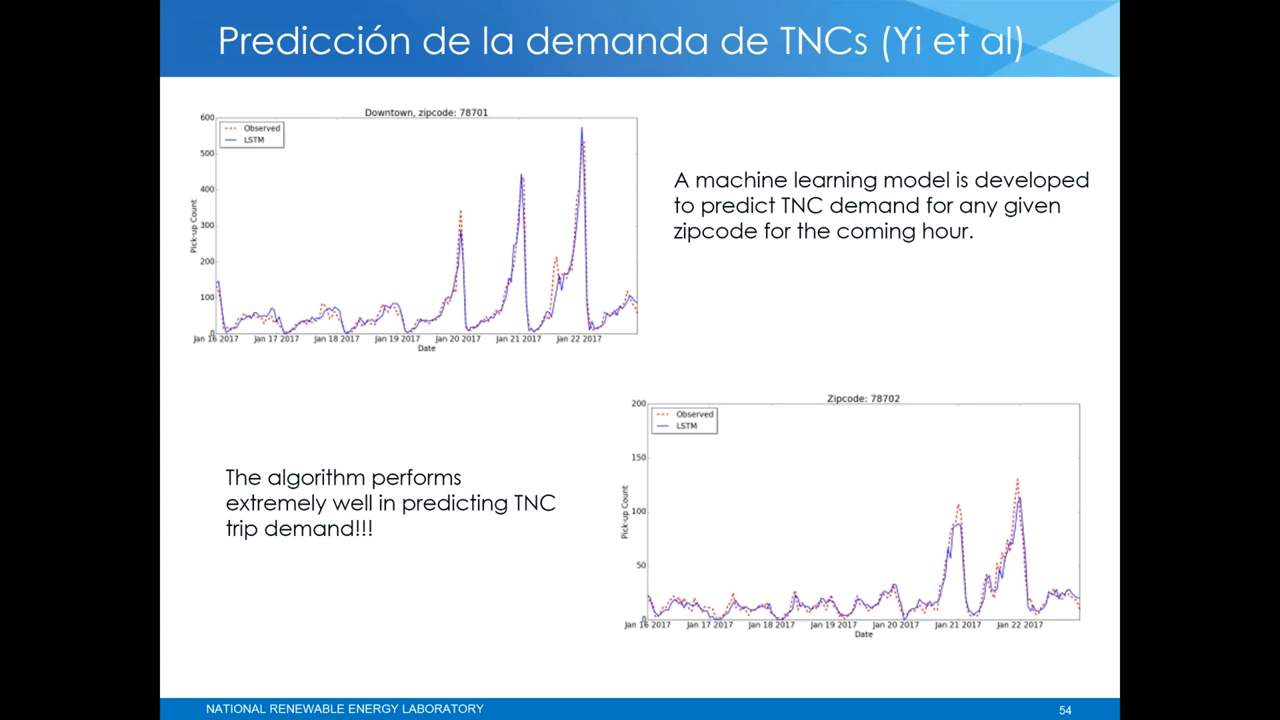 Predicción de la demanda de TNCs (Yi et al)
Downtown, zipcode: 78701
Observed
LSTM
600
500
400
300
200
100
0
Pick-up Count
Jan 16 2017 Jan 17 2017 Jan 18 2017 Jan 19 2017 Jan 20 2017 Jan 21 2017 Jan 22 2017
Date
A machine learning model is developed
to predict TNC demand for any given
zipcode for the coming hour.
The algorithm performs
extremely well in predicting TNC
trip demand!!!
Zipcode: 78702
Observed
LSTM
200
150
100
50
0
Pick-up Count
Jan 16 2017 Jan 17 2017 Jan 18 2017 Jan 19 2017 Jan 20 2017 Jan 21 2017 Jan 22 2017
Date
NATIONAL RENEWABLE ENERGY LABORATORY
54